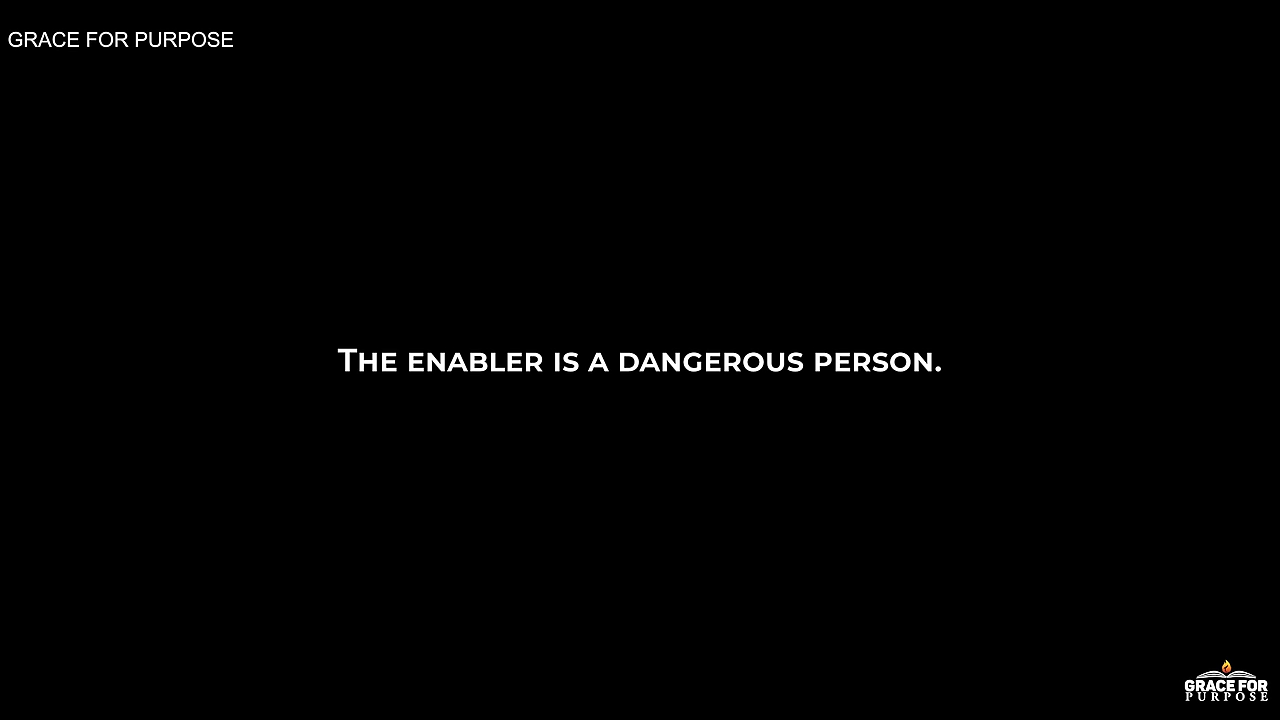 GRACE FOR PURPOSE
The enabler is a dangerous person.
GRACE FOR
PURPOSE